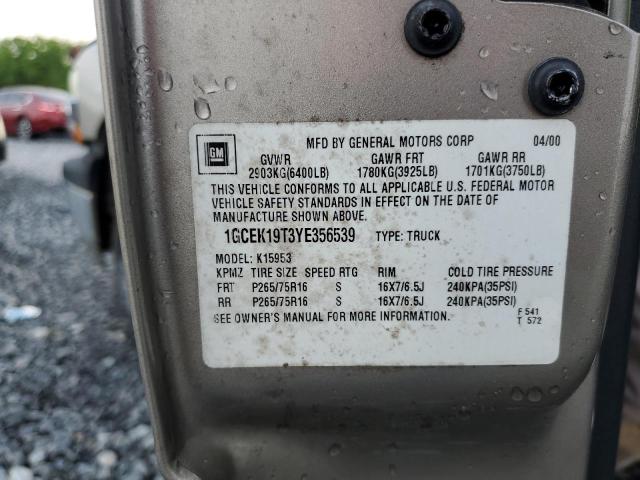 GM
MFD BY GENERAL MOTORS CORP 04/00
GVWR GAWR FRT GAWR RR
2903KG(6400LB) 1780KG(3925LB) 1701KG(3750LB)
THIS VEHICLE CONFORMS TO ALL APPLICABLE U.S. FEDERAL MOTOR
VEHICLE SAFETY STANDARDS IN EFFECT ON THE DATE OF
MANUFACTURE SHOWN ABOVE.
1GCEK19T3YE356539 TYPE: TRUCK
MODEL: K15953
KPMZ TIRE SIZE SPEED RTG RIM COLD TIRE PRESSURE
FRT P265/75R16 S 16X7/6.5J 240KPA(35PSI)
RR P265/75R16 S 16X7/6.5J 240KPA(35PSI)
SEE OWNER'S MANUAL FOR MORE INFORMATION.
F 541
T 572